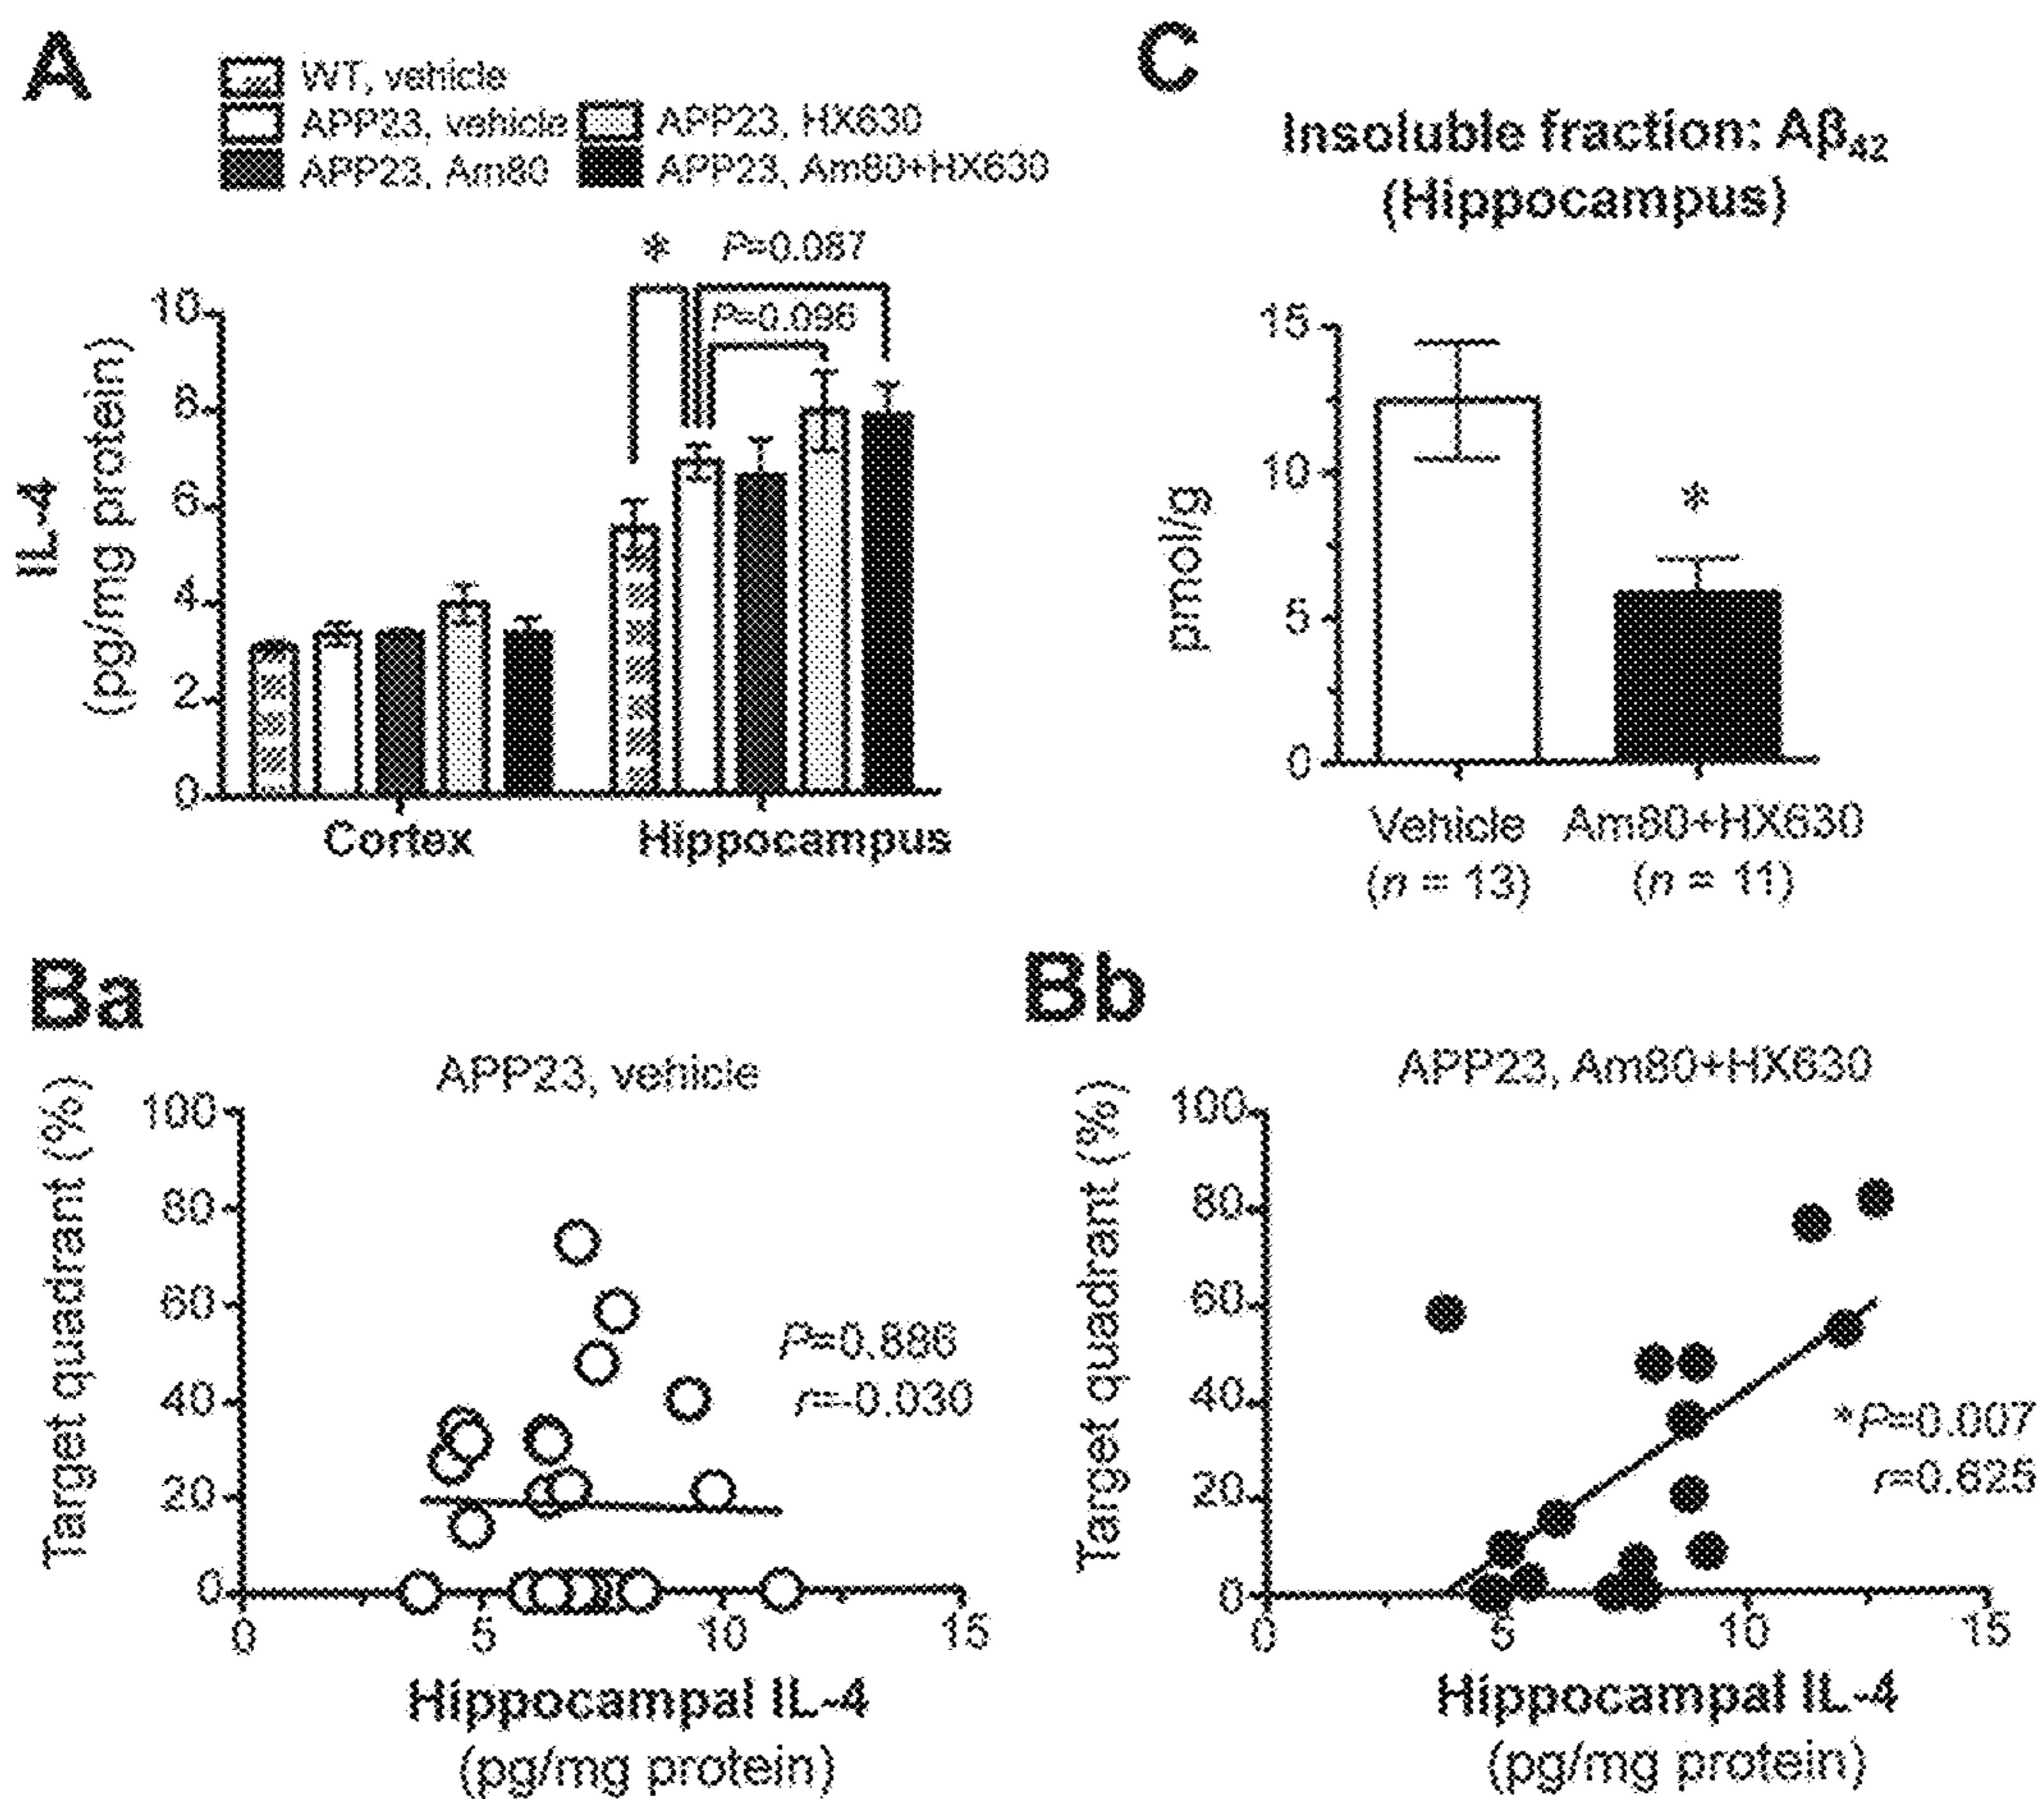 A
WT, vehicle
APP23, vehicle
APP23, HX630
APP23, Am80
APP23, Am80+HX630
* P=0.087
P=0.096
IL-4
(pg/mg protein)
10
8
6
4
2
0
Cortex
Hippocampus
C
Insoluble fraction: Aβ42
(Hippocampus)
pmol/g
15
10
5
0
*
Vehicle
(n = 13)
Am80+HX630
(n = 11)
Ba
APP23, vehicle
Target quadrant (%)
100
80
60
40
20
0
P=0.886
r=-0.030
0 5 10 15
Hippocampal IL-4
(pg/mg protein)
Bb
APP23, Am80+HX630
Target quadrant (%)
100
80
60
40
20
0
*P=0.007
r=0.625
0 5 10 15
Hippocampal IL-4
(pg/mg protein)